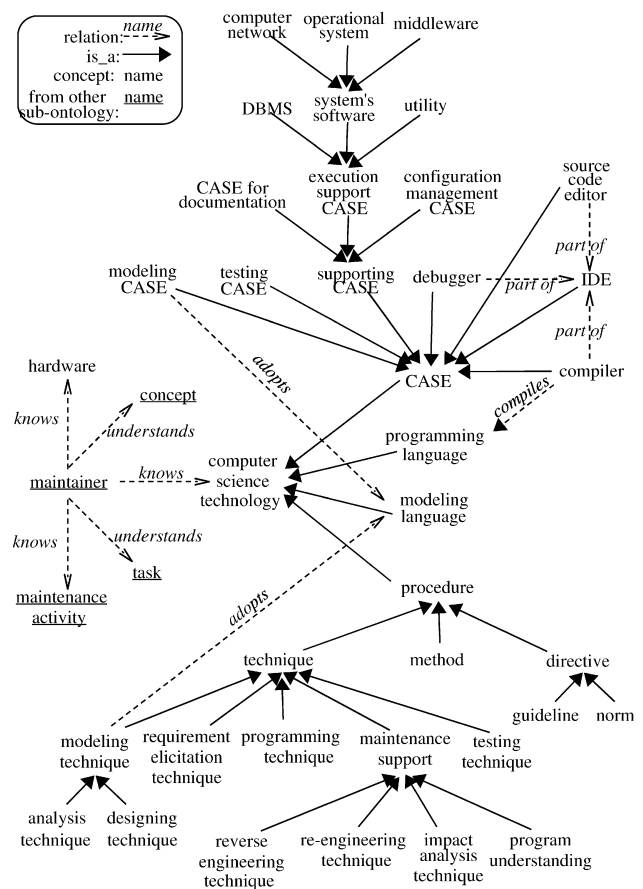 name
relation:
is_a:
concept: name
from other name
sub-ontology:
computer
network
operational
system
middleware
DBMS
system's
software
utility
CASE for
documentation
execution
support
CASE
configuration
management
CASE
source
code
editor
part of
modeling
CASE
testing
CASE
supporting
CASE
debugger
part of
IDE
part of
hardware
adopts
CASE
compiler
compiles
concept
knows
understands
programming
language
maintainer
knows
computer
science
technology
modeling
language
knows
understands
task
maintenance
activity
adopts
procedure
technique
method
directive
guideline
norm
modeling
technique
requirement
elicitation
technique
programming
technique
maintenance
support
testing
technique
analysis
technique
designing
technique
reverse
engineering
technique
re-engineering
technique
impact
analysis
technique
program
understanding